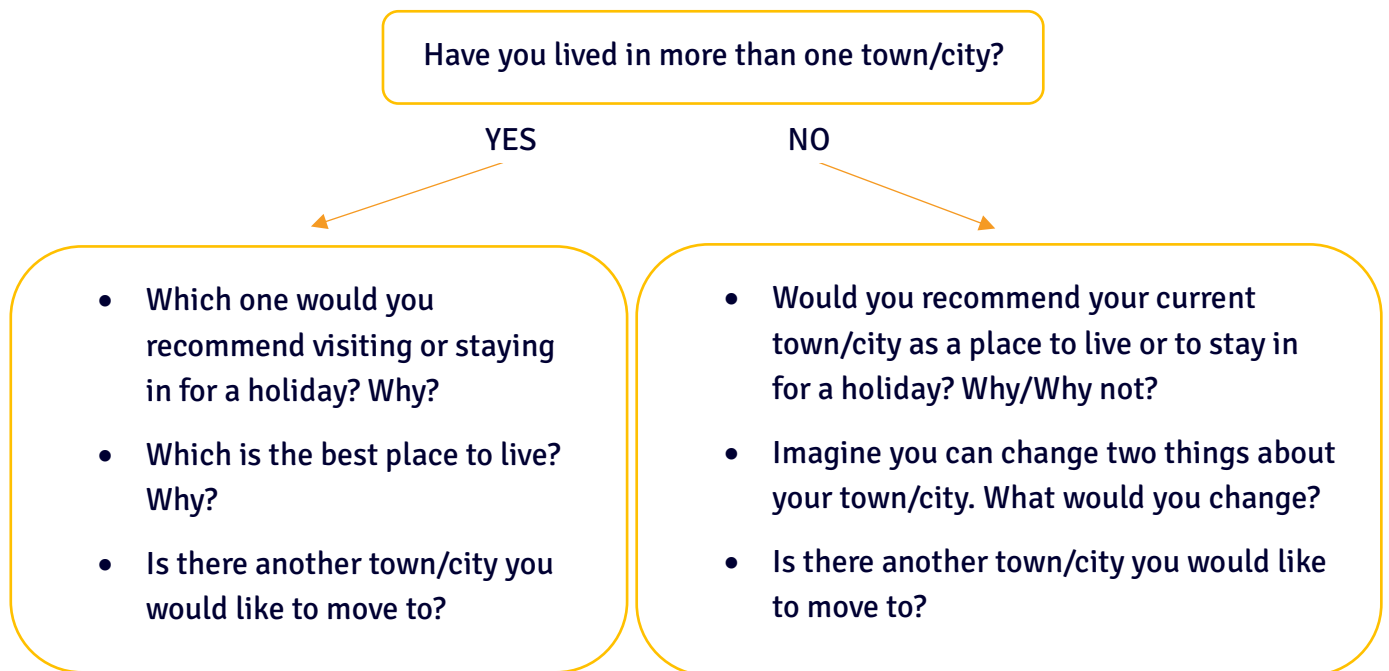 Have you lived in more than one town/city?
YES
NO
• Which one would you
recommend visiting or staying
in for a holiday? Why?
• Which is the best place to live?
Why?
• Is there another town/city you
would like to move to?
• Would you recommend your current
town/city as a place to live or to stay in
for a holiday? Why/Why not?
• Imagine you can change two things about
your town/city. What would you change?
• Is there another town/city you would like
to move to?